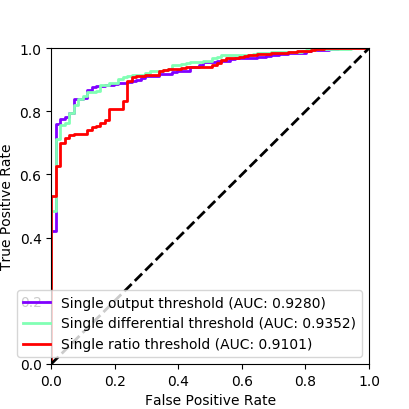 1.0
0.8
0.6
0.4
0.2
0.0
True Positive Rate
Single output threshold (AUC: 0.9280)
Single differential threshold (AUC: 0.9352)
Single ratio threshold (AUC: 0.9101)
0.0 0.2 0.4 0.6 0.8 1.0
False Positive Rate